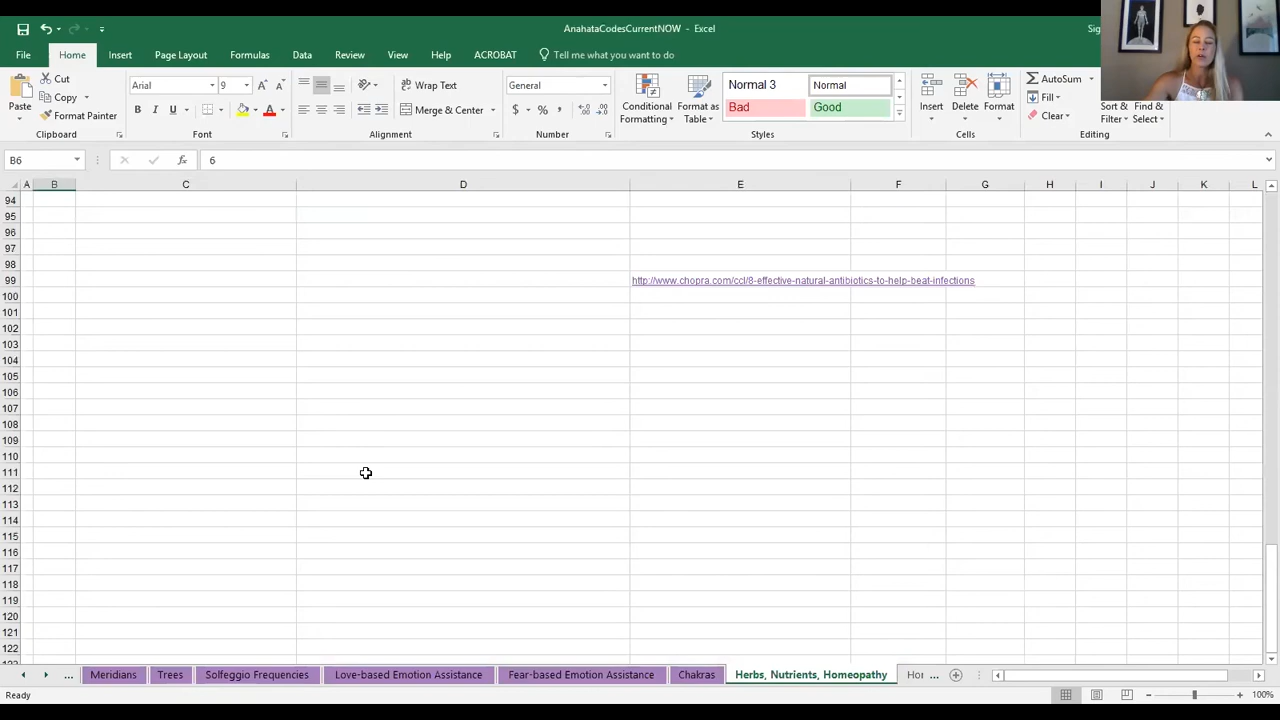 AnahataCodesCurrentNOW - Excel
File Home Insert Page Layout Formulas Data Review View Help ACROBAT Tell me what you want to do
Paste
Cut
Copy
Format Painter
Clipboard
Arial 9
B I U
Font
Wrap Text
Merge & Center
Alignment
General
$ % ,
Number
Conditional Formatting
Format as Table
Normal 3 Normal
Bad Good
Styles
Insert Delete Format
Cells
AutoSum
Fill
Clear
Sort & Filter
Find & Select
Editing
B6 fx 6
A B C D E F G H I J K L
94
95
96
97
98
99 http://www.chopra.com/ccl/8-effective-natural-antibiotics-to-help-beat-infections
100
101
102
103
104
105
106
107
108
109
110
111
112
113
114
115
116
117
118
119
120
121
122
... Meridians Trees Solfeggio Frequencies Love-based Emotion Assistance Fear-based Emotion Assistance Chakras Herbs, Nutrients, Homeopathy ...
Ready 100%